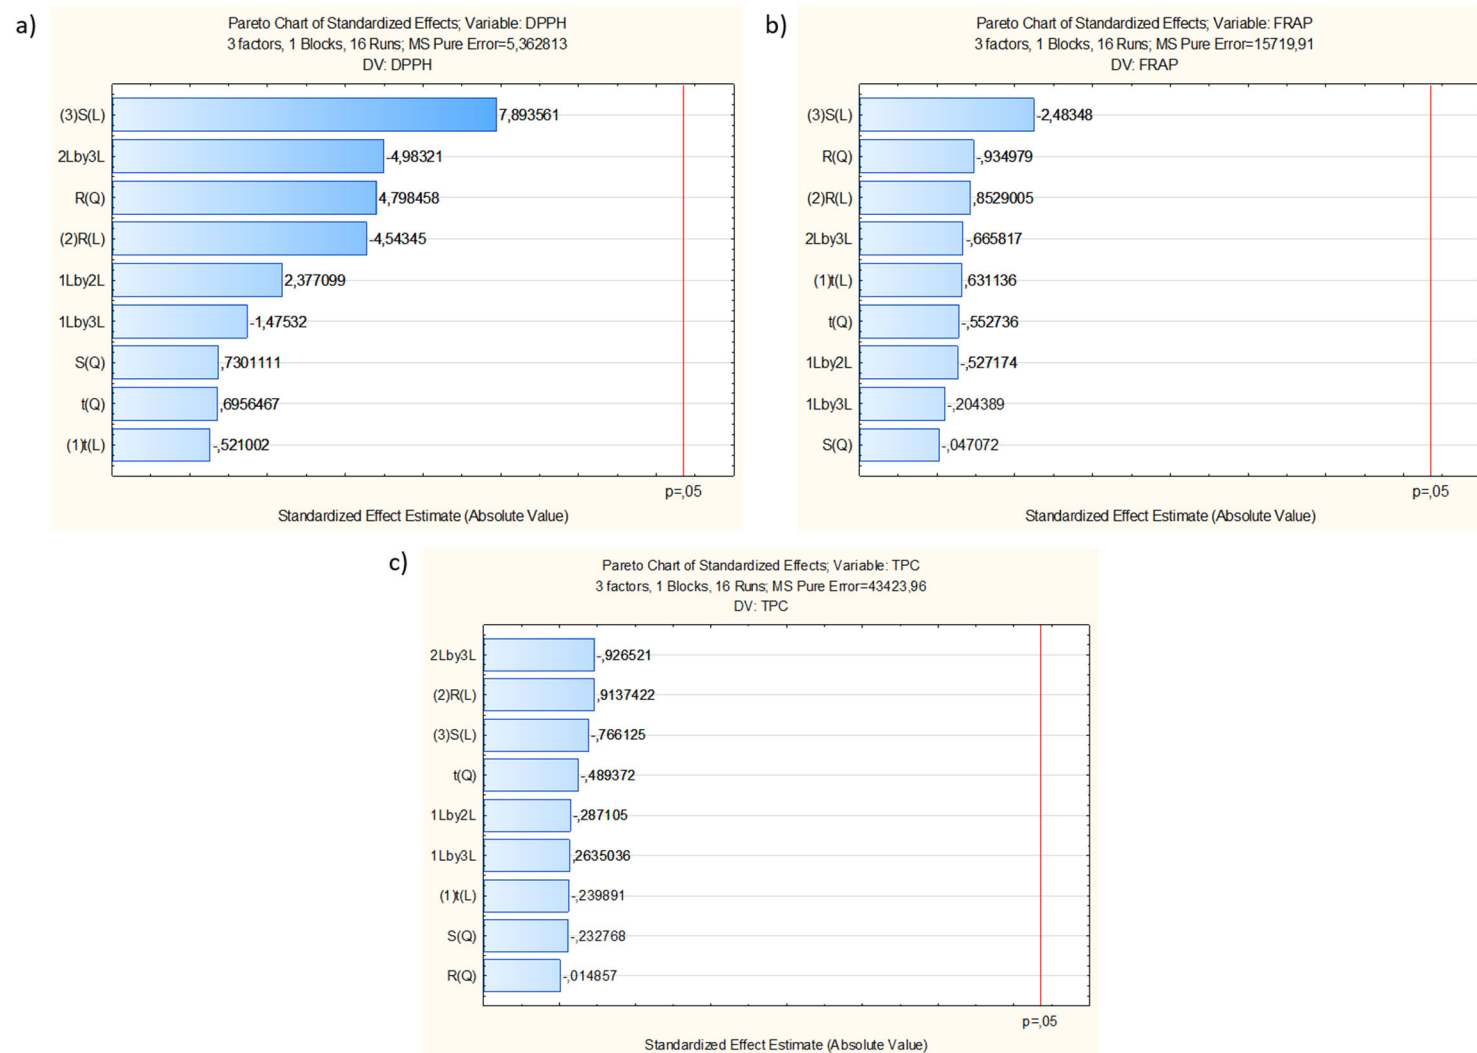 a)
Pareto Chart of Standardized Effects; Variable: DPPH
3 factors, 1 Blocks, 16 Runs; MS Pure Error=5,362813
DV: DPPH
(3)S(L) 7,893561
2Lby3L -4,98321
R(Q) 4,798458
(2)R(L) -4,54345
1Lby2L 2,377099
1Lby3L -1,47532
S(Q) ,7301111
t(Q) ,6956467
(1)t(L) -,521002
p=,05
Standardized Effect Estimate (Absolute Value)
b)
Pareto Chart of Standardized Effects; Variable: FRAP
3 factors, 1 Blocks, 16 Runs; MS Pure Error=15719,91
DV: FRAP
(3)S(L) -2,48348
R(Q) -,934979
(2)R(L) ,8529005
2Lby3L -,665817
(1)t(L) ,631136
t(Q) -,552736
1Lby2L -,527174
1Lby3L -,204389
S(Q) -,047072
p=,05
Standardized Effect Estimate (Absolute Value)
c)
Pareto Chart of Standardized Effects; Variable: TPC
3 factors, 1 Blocks, 16 Runs; MS Pure Error=43423,96
DV: TPC
2Lby3L -,926521
(2)R(L) ,9137422
(3)S(L) -,766125
t(Q) -,489372
1Lby2L -,287105
1Lby3L ,2635036
(1)t(L) -,239891
S(Q) -,232768
R(Q) -,014857
p=,05
Standardized Effect Estimate (Absolute Value)